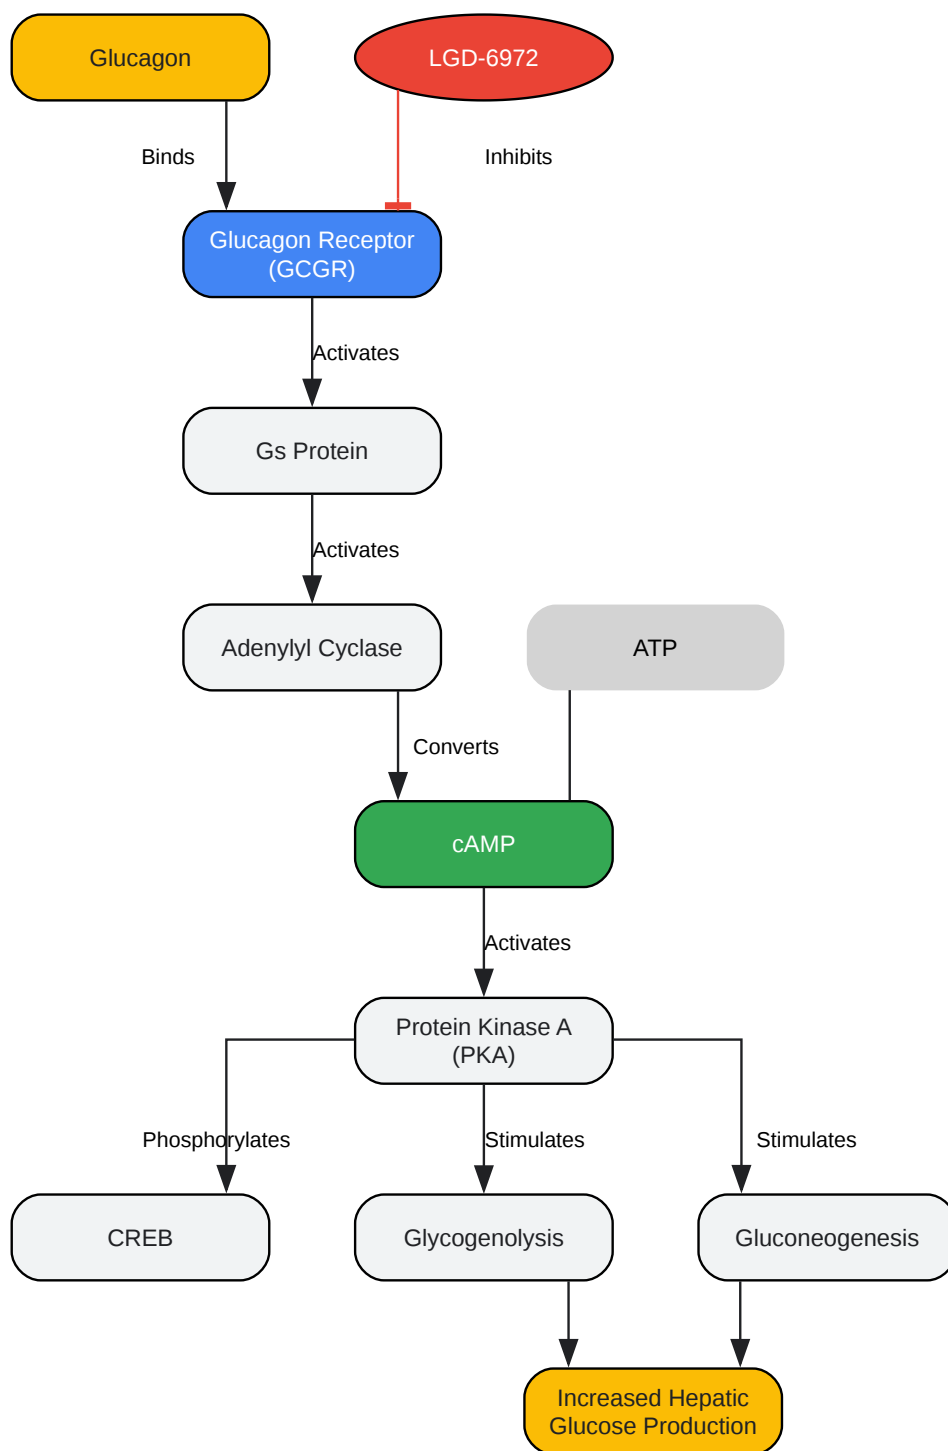 Glucagon
LGD-6972
Binds
Inhibits
Glucagon Receptor
(GCGR)
Activates
Gs Protein
Activates
Adenylyl Cyclase
ATP
Converts
cAMP
Activates
Protein Kinase A
(PKA)
Phosphorylates
Stimulates
Stimulates
CREB
Glycogenolysis
Gluconeogenesis
Increased Hepatic
Glucose Production